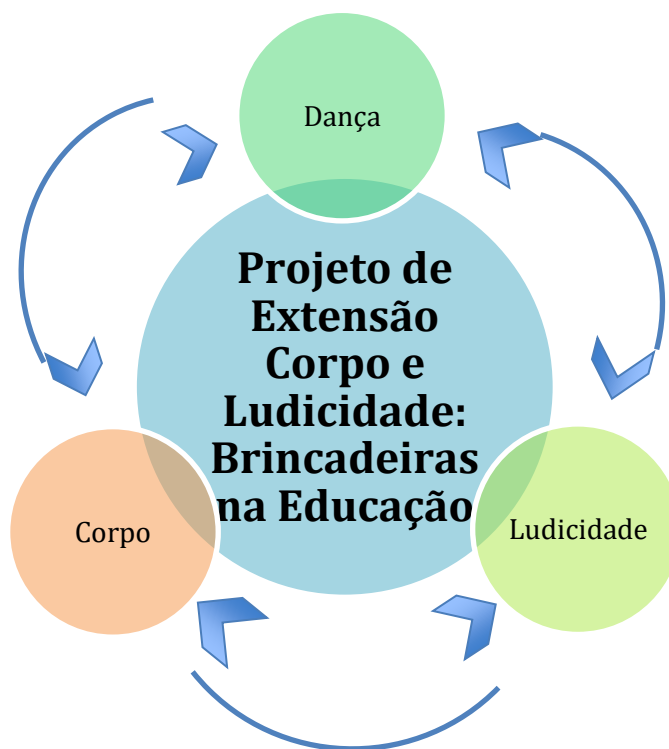 Dança
Projeto de
Extensão
Corpo e
Ludicidade:
Brincadeiras
na Educação
Corpo
Ludicidade